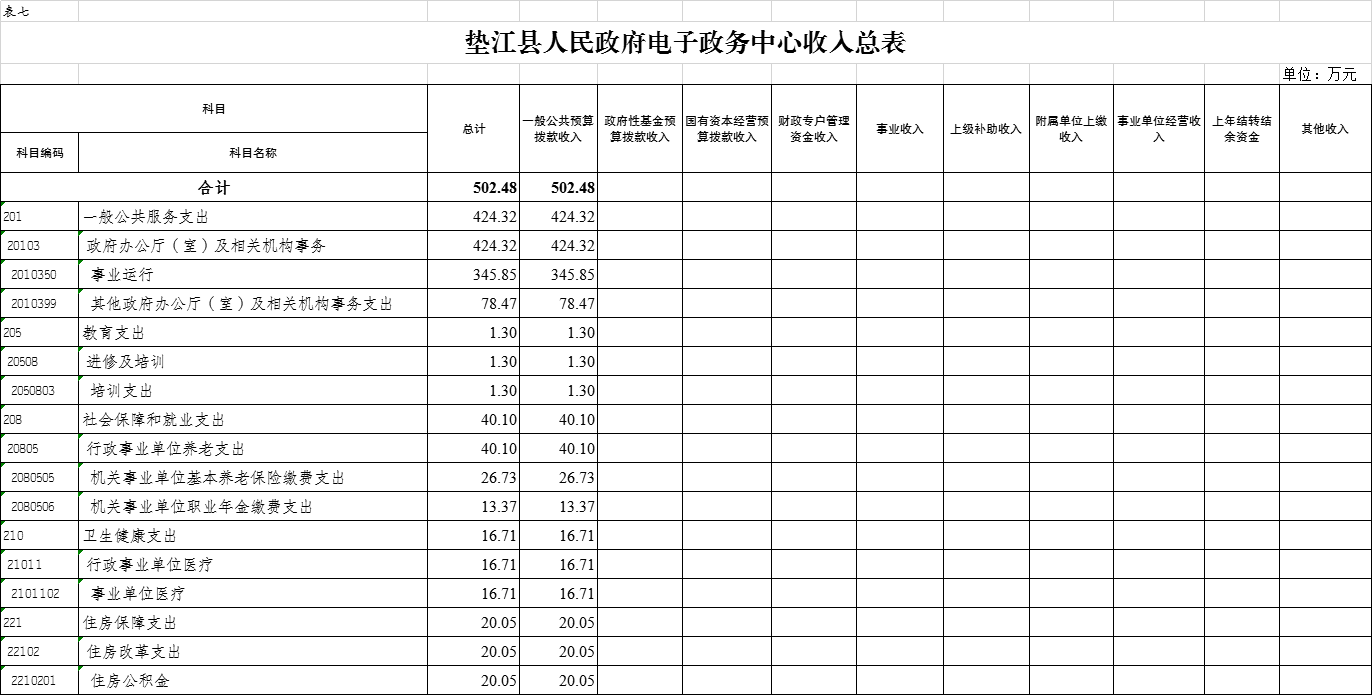 表七
垫江县人民政府电子政务中心收入总表
单位：万元
科目 总计 一般公共预算拨款收入 政府性基金预算拨款收入 国有资本经营预算拨款收入 财政专户管理资金收入 事业收入 上级补助收入 附属单位上缴收入 事业单位经营收入 上年结转结余资金 其他收入
科目编码 科目名称
合计 502.48 502.48
201 一般公共服务支出 424.32 424.32
20103 政府办公厅（室）及相关机构事务 424.32 424.32
2010350 事业运行 345.85 345.85
2010399 其他政府办公厅（室）及相关机构事务支出 78.47 78.47
205 教育支出 1.30 1.30
20508 进修及培训 1.30 1.30
2050803 培训支出 1.30 1.30
208 社会保障和就业支出 40.10 40.10
20805 行政事业单位养老支出 40.10 40.10
2080505 机关事业单位基本养老保险缴费支出 26.73 26.73
2080506 机关事业单位职业年金缴费支出 13.37 13.37
210 卫生健康支出 16.71 16.71
21011 行政事业单位医疗 16.71 16.71
2101102 事业单位医疗 16.71 16.71
221 住房保障支出 20.05 20.05
22102 住房改革支出 20.05 20.05
2210201 住房公积金 20.05 20.05